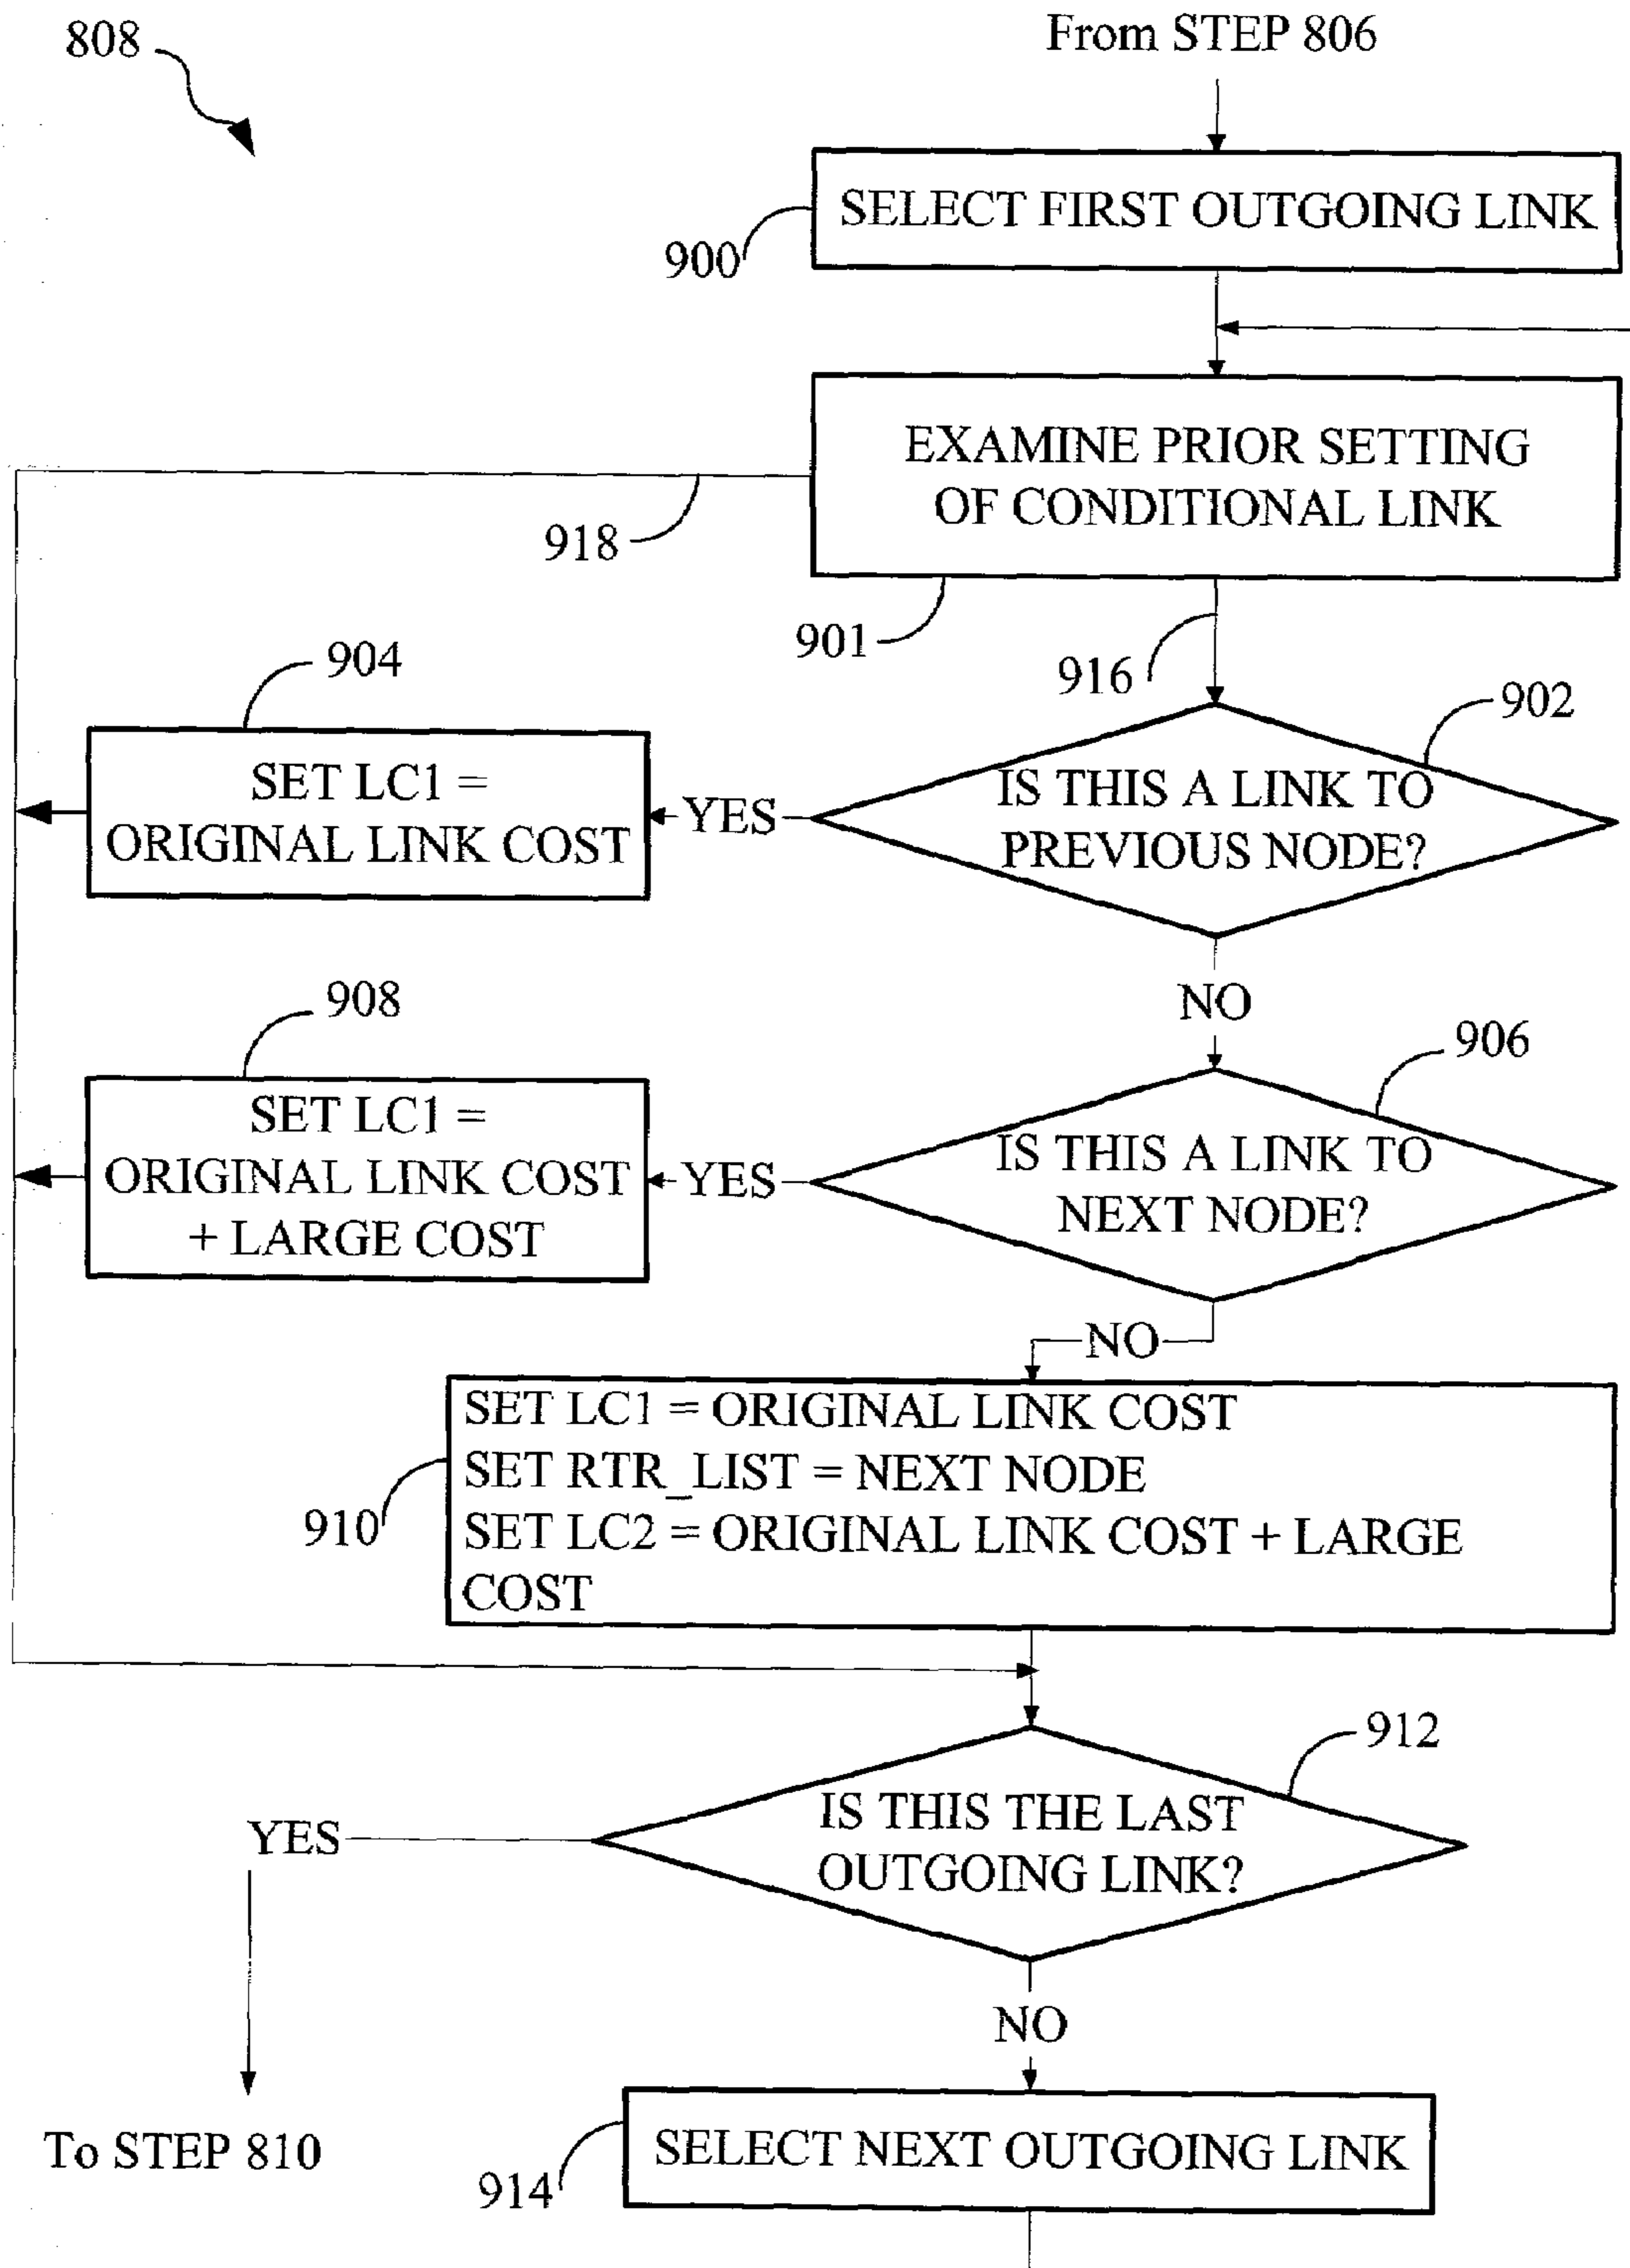 808
From STEP 806
SELECT FIRST OUTGOING LINK
900
EXAMINE PRIOR SETTING
OF CONDITIONAL LINK
918
901
916
904
902
SET LC1 =
ORIGINAL LINK COST
YES
IS THIS A LINK TO
PREVIOUS NODE?
NO
908
906
SET LC1 =
ORIGINAL LINK COST
+ LARGE COST
YES
IS THIS A LINK TO
NEXT NODE?
NO
SET LC1 = ORIGINAL LINK COST
SET RTR_LIST = NEXT NODE
SET LC2 = ORIGINAL LINK COST + LARGE
COST
910
912
IS THIS THE LAST
OUTGOING LINK?
YES
NO
To STEP 810
SELECT NEXT OUTGOING LINK
914